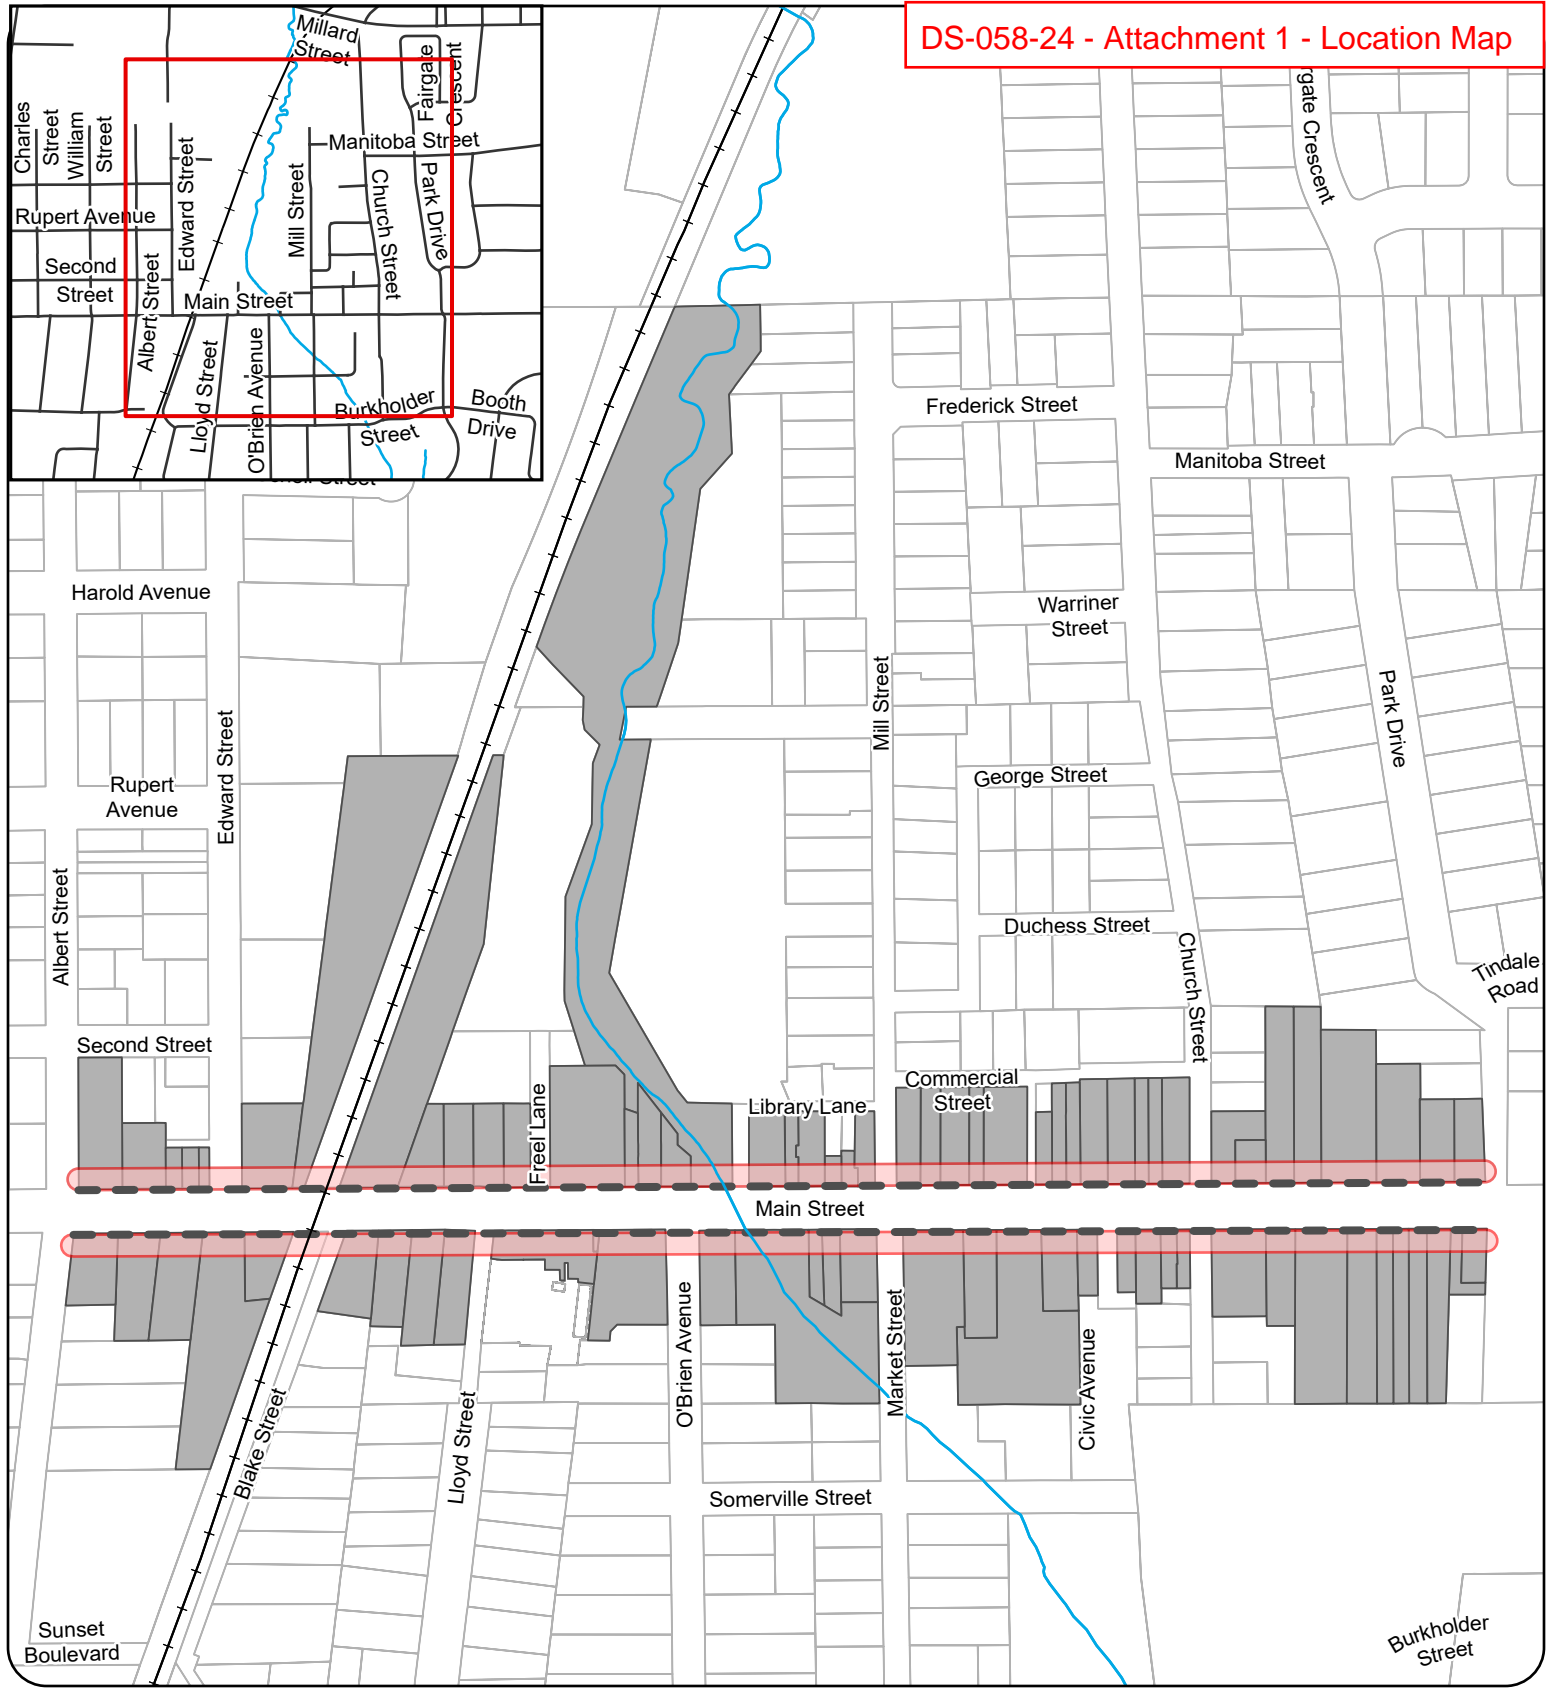 DS-058-24 - Attachment 1 - Location Map
Millard
Street
Fairgate
Crescent
Charles
Street
William
Street
Edward Street
Manitoba Street
Mill Street
Church Street
Park Drive
Rupert Avenue
Second
Street
Albert Street
Main Street
Lloyd Street
O'Brien Avenue
Burkholder
Street
Booth
Drive
Crescent
Frederick Street
Manitoba Street
Street
Harold Avenue
Warriner
Street
Mill Street
Park Drive
Edward Street
Rupert
Avenue
George Street
Albert Street
Duchess Street
Church Street
Tindale
Road
Second Street
Freel Lane
Library Lane
Commercial
Street
Main Street
O'Brien Avenue
Market Street
Civic Avenue
Blake Street
Lloyd Street
Somerville Street
Sunset
Boulevard
Burkholder
Street